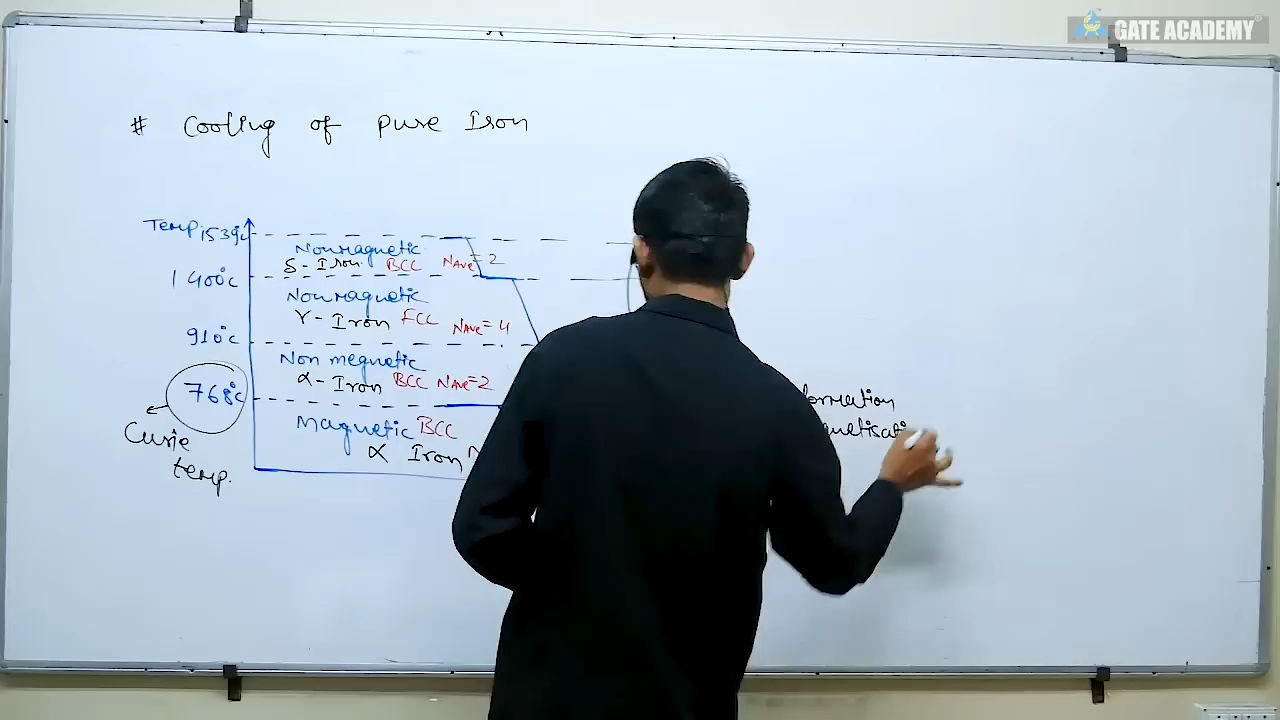 GATE ACADEMY
# Cooling of pure Iron
Temp.
1539°C
Nonmagnetic
δ-Iron BCC NAve = 2
1400°C
Nonmagnetic
γ-Iron FCC NAve = 4
910°C
Non megnetic
α-Iron BCC NAve = 2
768°C
Magnetic BCC
α Iron
Curie
temp.